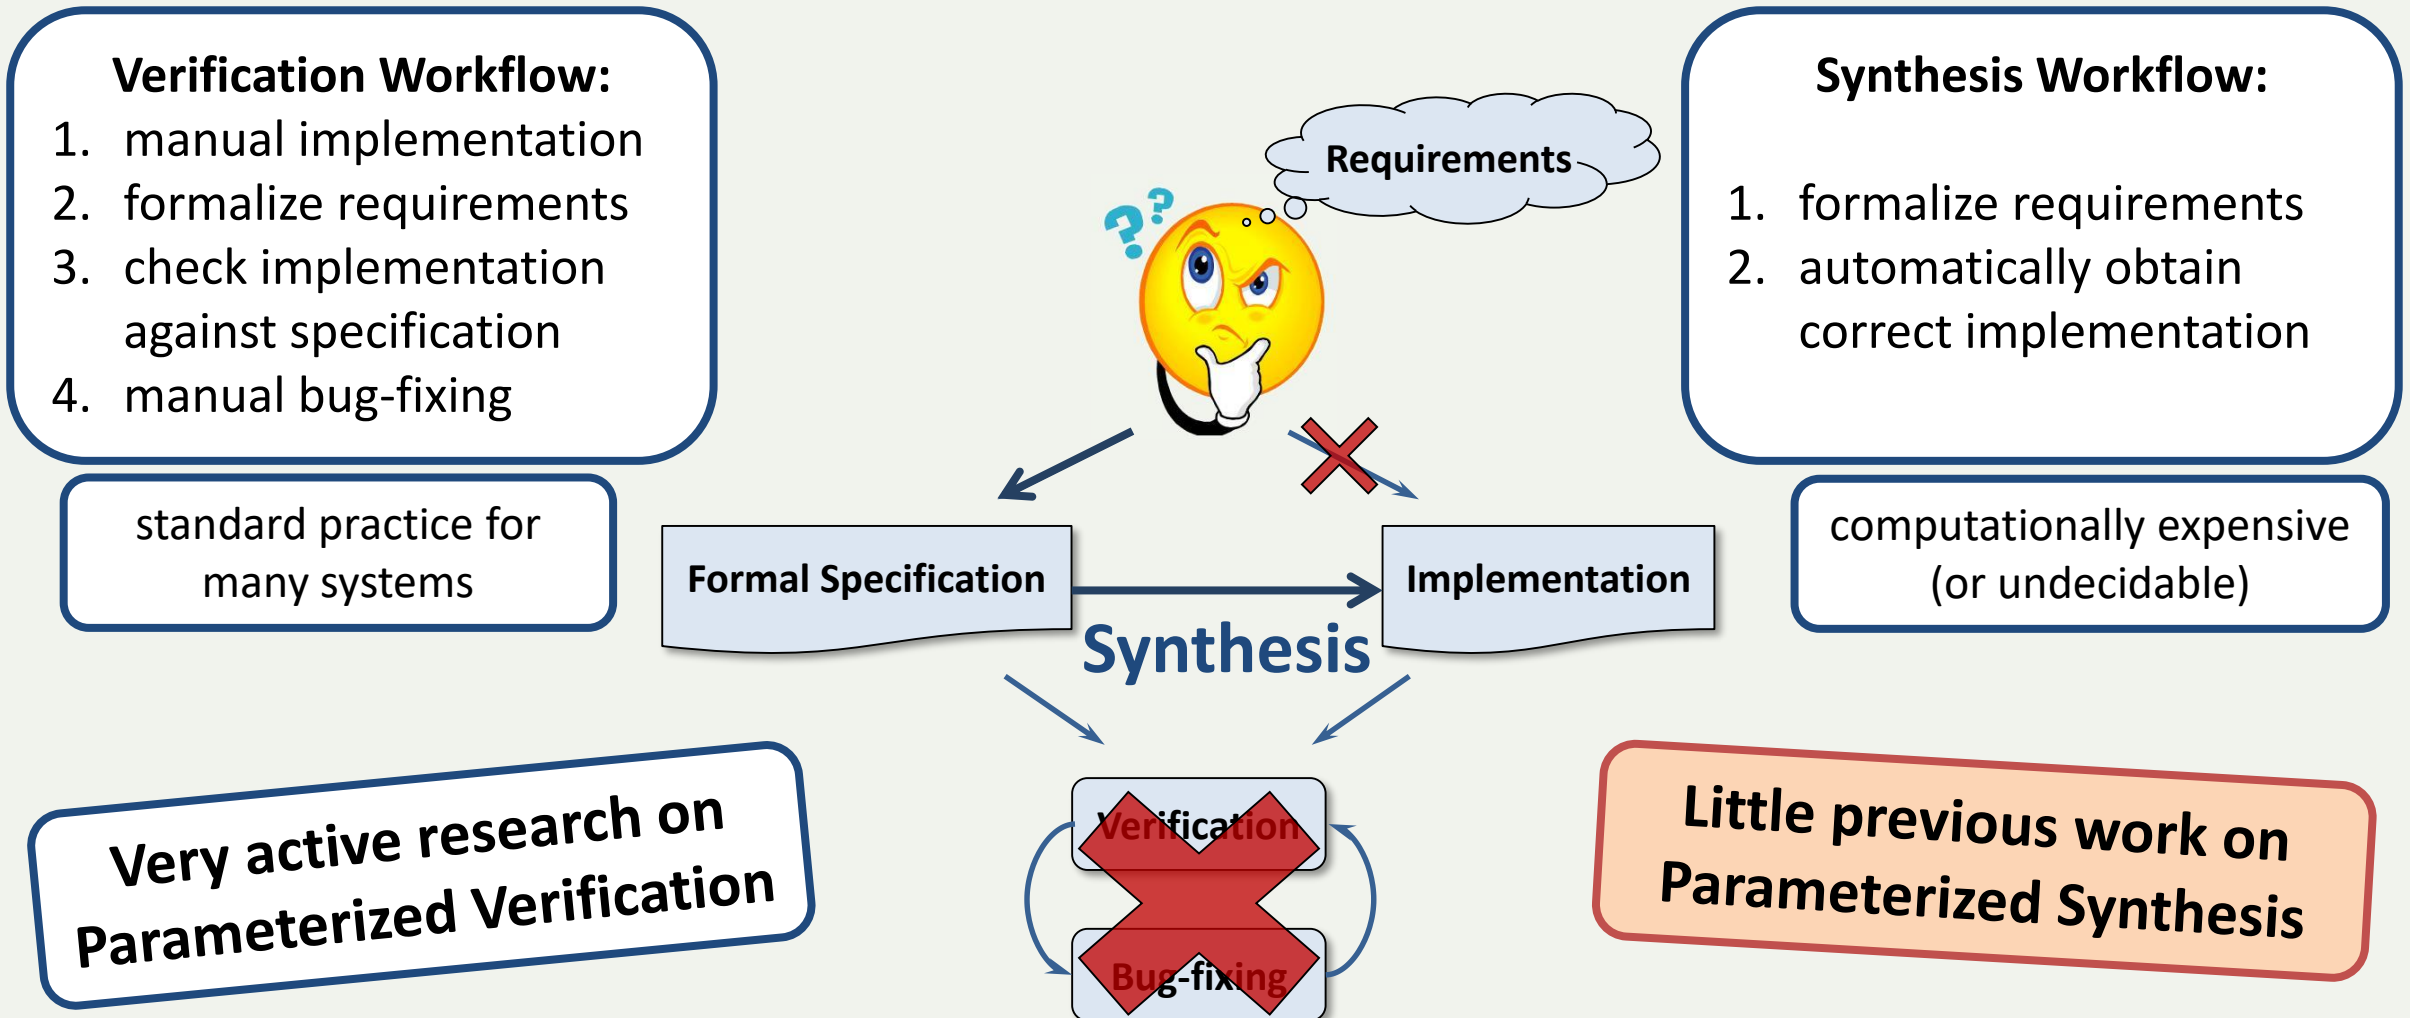 Verification Workflow:
1. manual implementation
2. formalize requirements
3. check implementation
against specification
4. manual bug-fixing
standard practice for
many systems
Very active research on
Parameterized Verification
??
Requirements
Formal Specification
Implementation
Synthesis
Verification
Bug-fixing
Synthesis Workflow:
1. formalize requirements
2. automatically obtain
correct implementation
computationally expensive
(or undecidable)
Little previous work on
Parameterized Synthesis